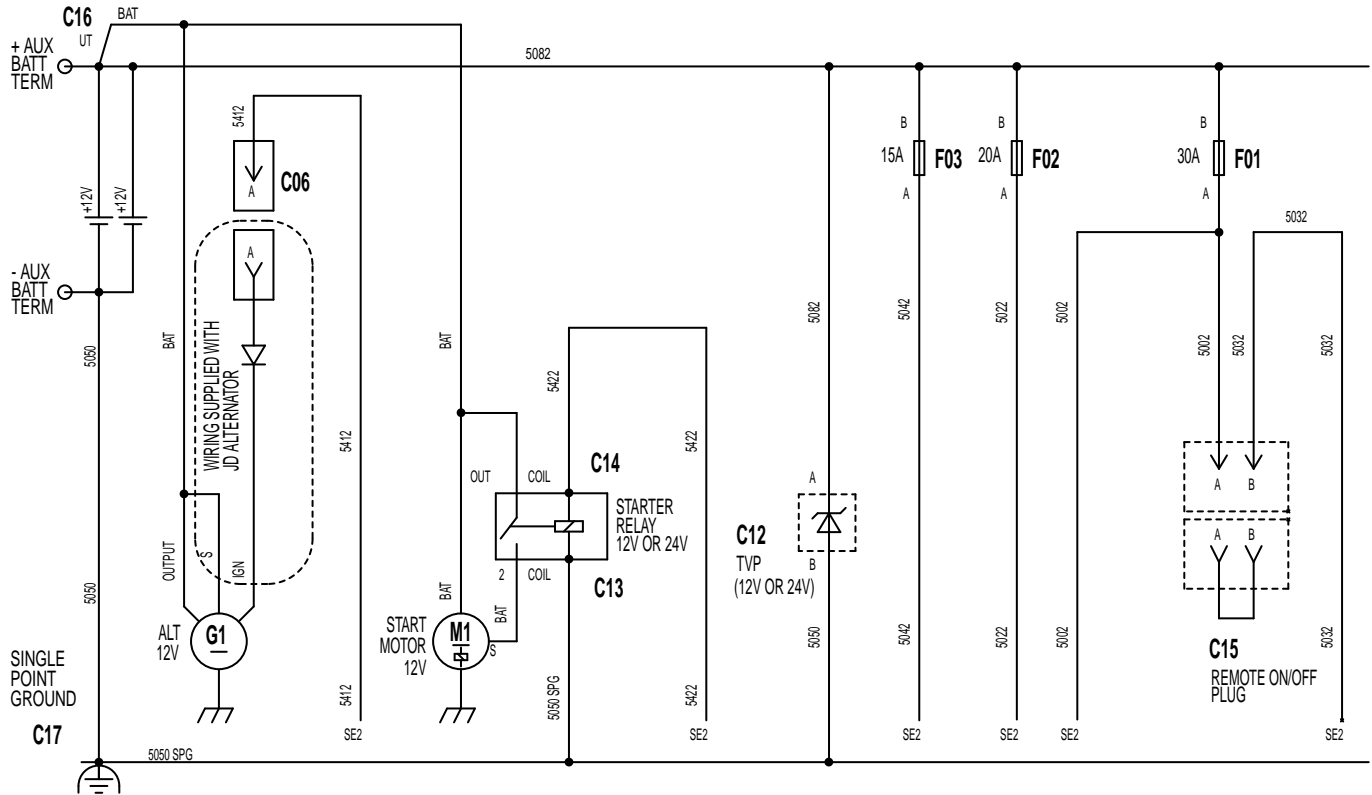 C16
BAT
UT
+ AUX
BATT
TERM
5082
5412
A
C06
+12V
+12V
A
- AUX
BATT
TERM
5050
5050
BAT
WIRING SUPPLIED WITH
JD ALTERNATOR
5412
5412
OUTPUT
S
IGN
ALT
12V
G1
SINGLE
POINT
GROUND
C17
5050 SPG
SE2
BAT
BAT
BAT
START
MOTOR
12V
M1
S
OUT
COIL
C14
STARTER
RELAY
12V OR 24V
2
COIL
C13
5422
5422
5422
5050 SPG
SE2
5082
A
C12
TVP
(12V OR 24V)
B
5050
B
15A
F03
A
5042
5042
SE2
B
20A
F02
A
5022
5022
SE2
B
30A
F01
A
5002
5002
SE2
5032
5002
5032
5032
A
B
A
B
C15
REMOTE ON/OFF
PLUG
5032
SE2